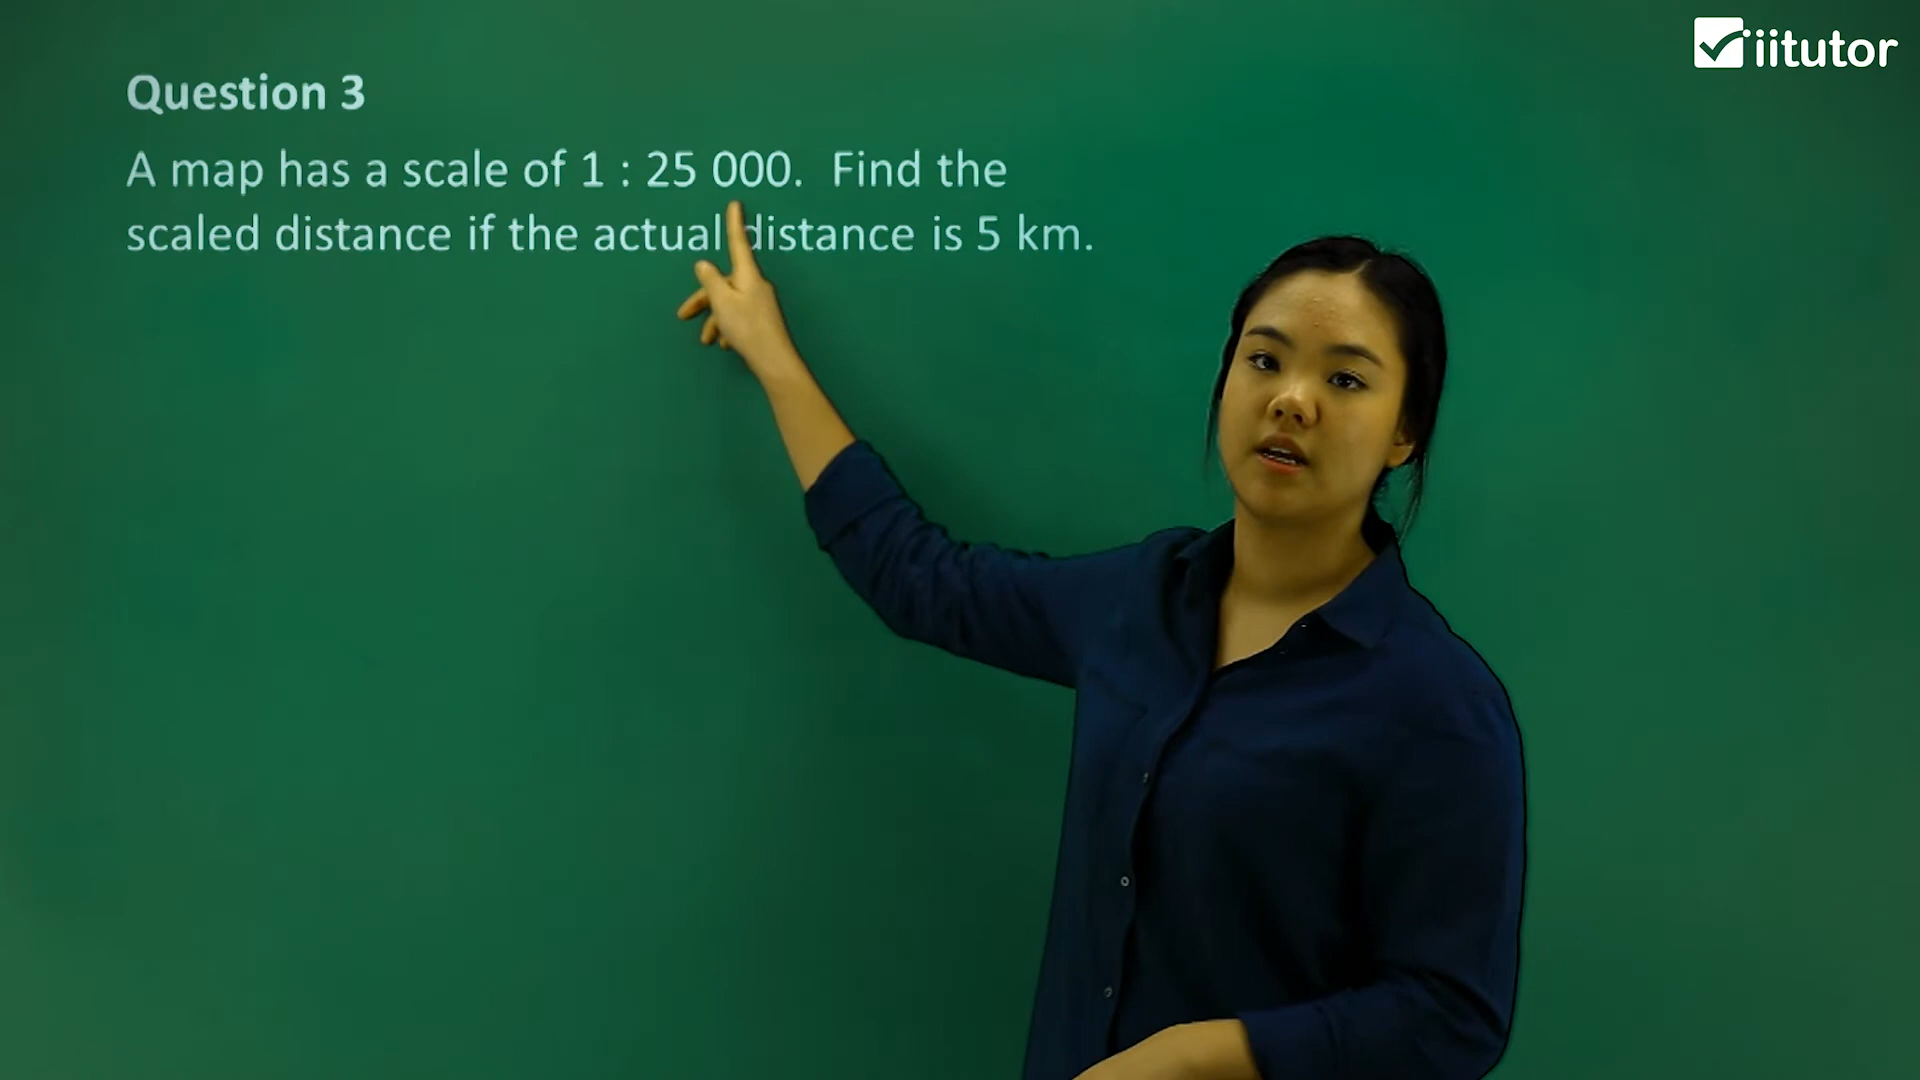 iitutor
Question 3
A map has a scale of 1 : 25 000. Find the
scaled distance if the actual distance is 5 km.